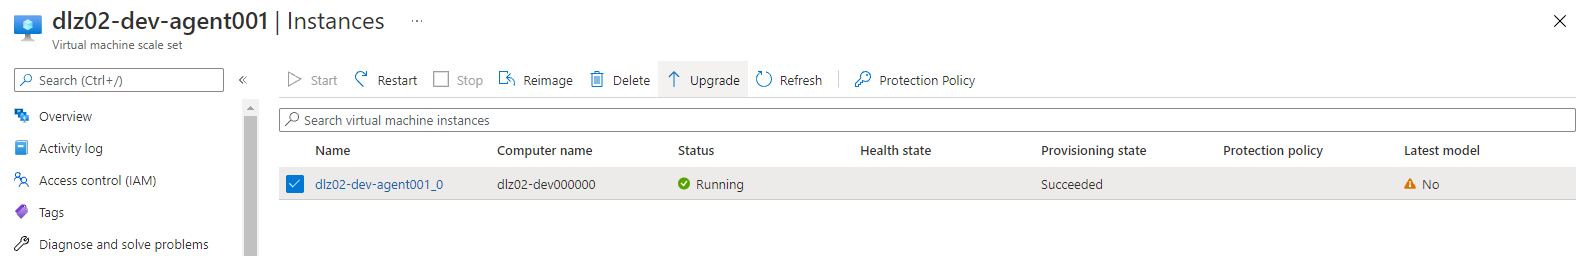 dlz02-dev-agent001 | Instances ...
Virtual machine scale set
Search (Ctrl+/)
Start Restart Stop Reimage Delete Upgrade Refresh Protection Policy
Overview
Search virtual machine instances
Activity log
Name Computer name Status Health state Provisioning state Protection policy Latest model
Access control (IAM)
dlz02-dev-agent001_0 dlz02-dev000000 Running Succeeded No
Tags
Diagnose and solve problems